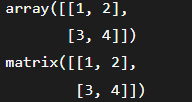 array([[1, 2],
       [3, 4]])
matrix([[1, 2],
        [3, 4]])